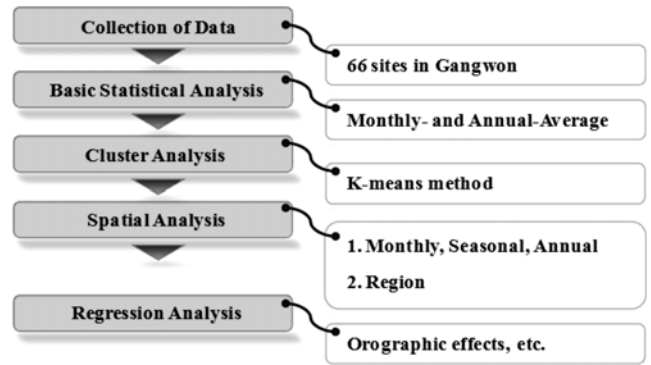 Collection of Data
66 sites in Gangwon
Basic Statistical Analysis
Monthly- and Annual-Average
Cluster Analysis
K-means method
Spatial Analysis
1. Monthly, Seasonal, Annual
2. Region
Regression Analysis
Orographic effects, etc.